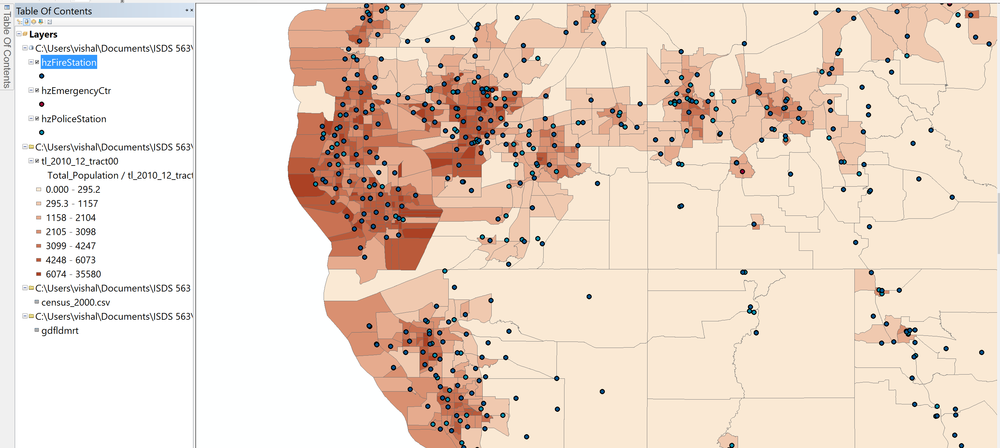 Table Of Contents
Table Of Contents
Layers
C:\Users\vishal\Documents\ISDS 563\
hzFireStation
hzEmergencyCtr
hzPoliceStation
C:\Users\vishal\Documents\ISDS 563\
tl_2010_12_tract00
Total_Population / tl_2010_12_tract
0.000 - 295.2
295.3 - 1157
1158 - 2104
2105 - 3098
3099 - 4247
4248 - 6073
6074 - 35580
C:\Users\vishal\Documents\ISDS 563
census_2000.csv
C:\Users\vishal\Documents\ISDS 563\
gdfldmrt